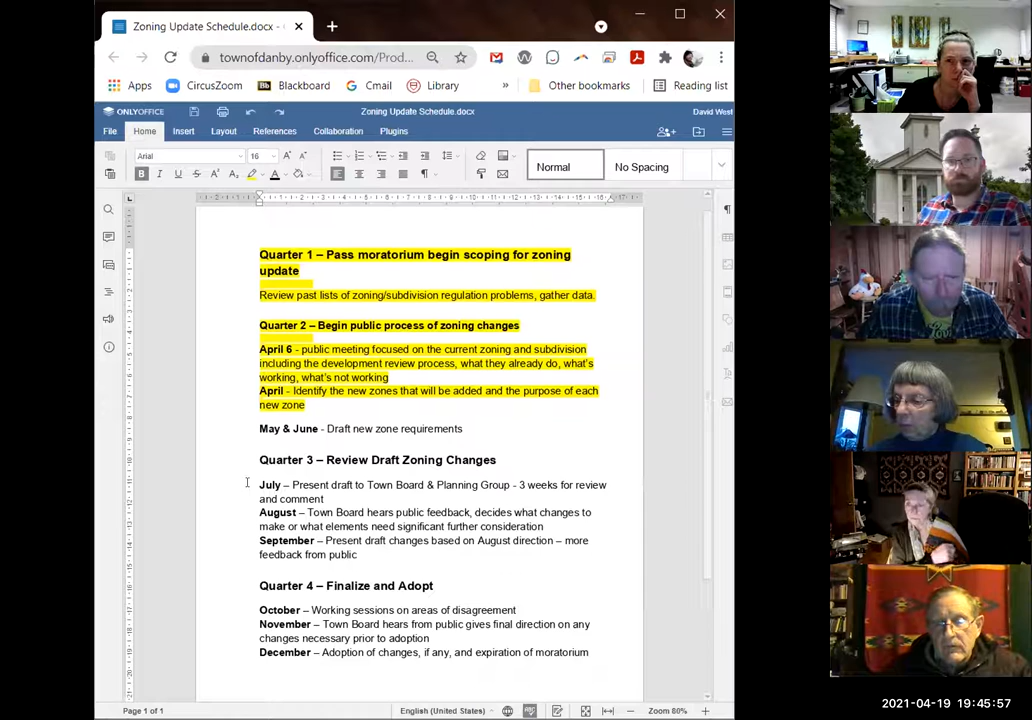 Zoning Update Schedule.docx -
townofdanby.onlyoffice.com/Prod...
Apps CircusZoom Blackboard Gmail Library » Other bookmarks Reading list
ONLYOFFICE Zoning Update Schedule.docx David West
File Home Insert Layout References Collaboration Plugins
Arial 16 Normal No Spacing
Quarter 1 – Pass moratorium begin scoping for zoning
update
Review past lists of zoning/subdivision regulation problems, gather data.
Quarter 2 – Begin public process of zoning changes
April 6 - public meeting focused on the current zoning and subdivision
including the development review process, what they already do, what's
working, what's not working
April - Identify the new zones that will be added and the purpose of each
new zone
May & June - Draft new zone requirements
Quarter 3 – Review Draft Zoning Changes
July – Present draft to Town Board & Planning Group - 3 weeks for review
and comment
August – Town Board hears public feedback, decides what changes to
make or what elements need significant further consideration
September – Present draft changes based on August direction – more
feedback from public
Quarter 4 – Finalize and Adopt
October – Working sessions on areas of disagreement
November – Town Board hears from public gives final direction on any
changes necessary prior to adoption
December – Adoption of changes, if any, and expiration of moratorium
Page 1 of 1 English (United States) Zoom 80%
2021-04-19 19:45:57